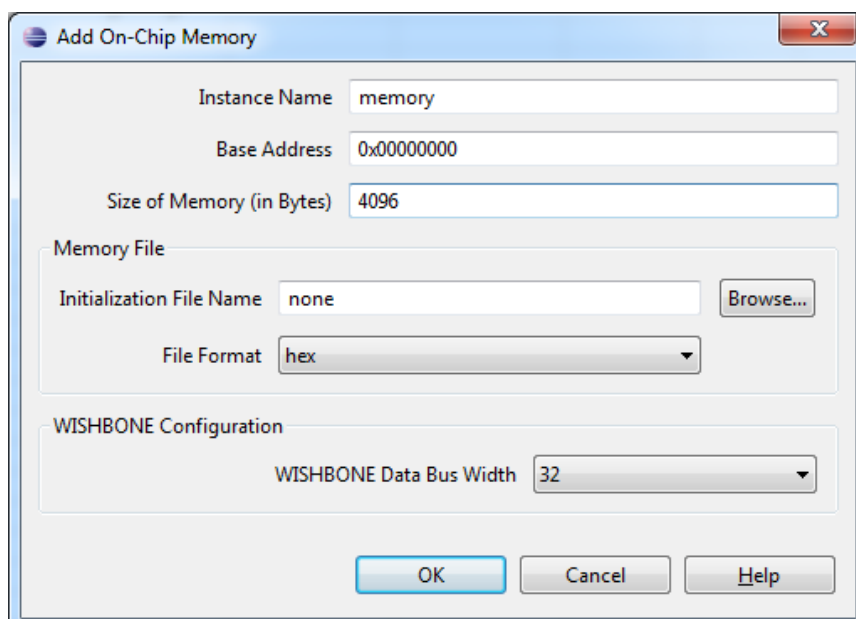 Add On-Chip Memory
Instance Name memory
Base Address 0x00000000
Size of Memory (in Bytes) 4096
Memory File
Initialization File Name none Browse...
File Format hex
WISHBONE Configuration
WISHBONE Data Bus Width 32
OK Cancel Help